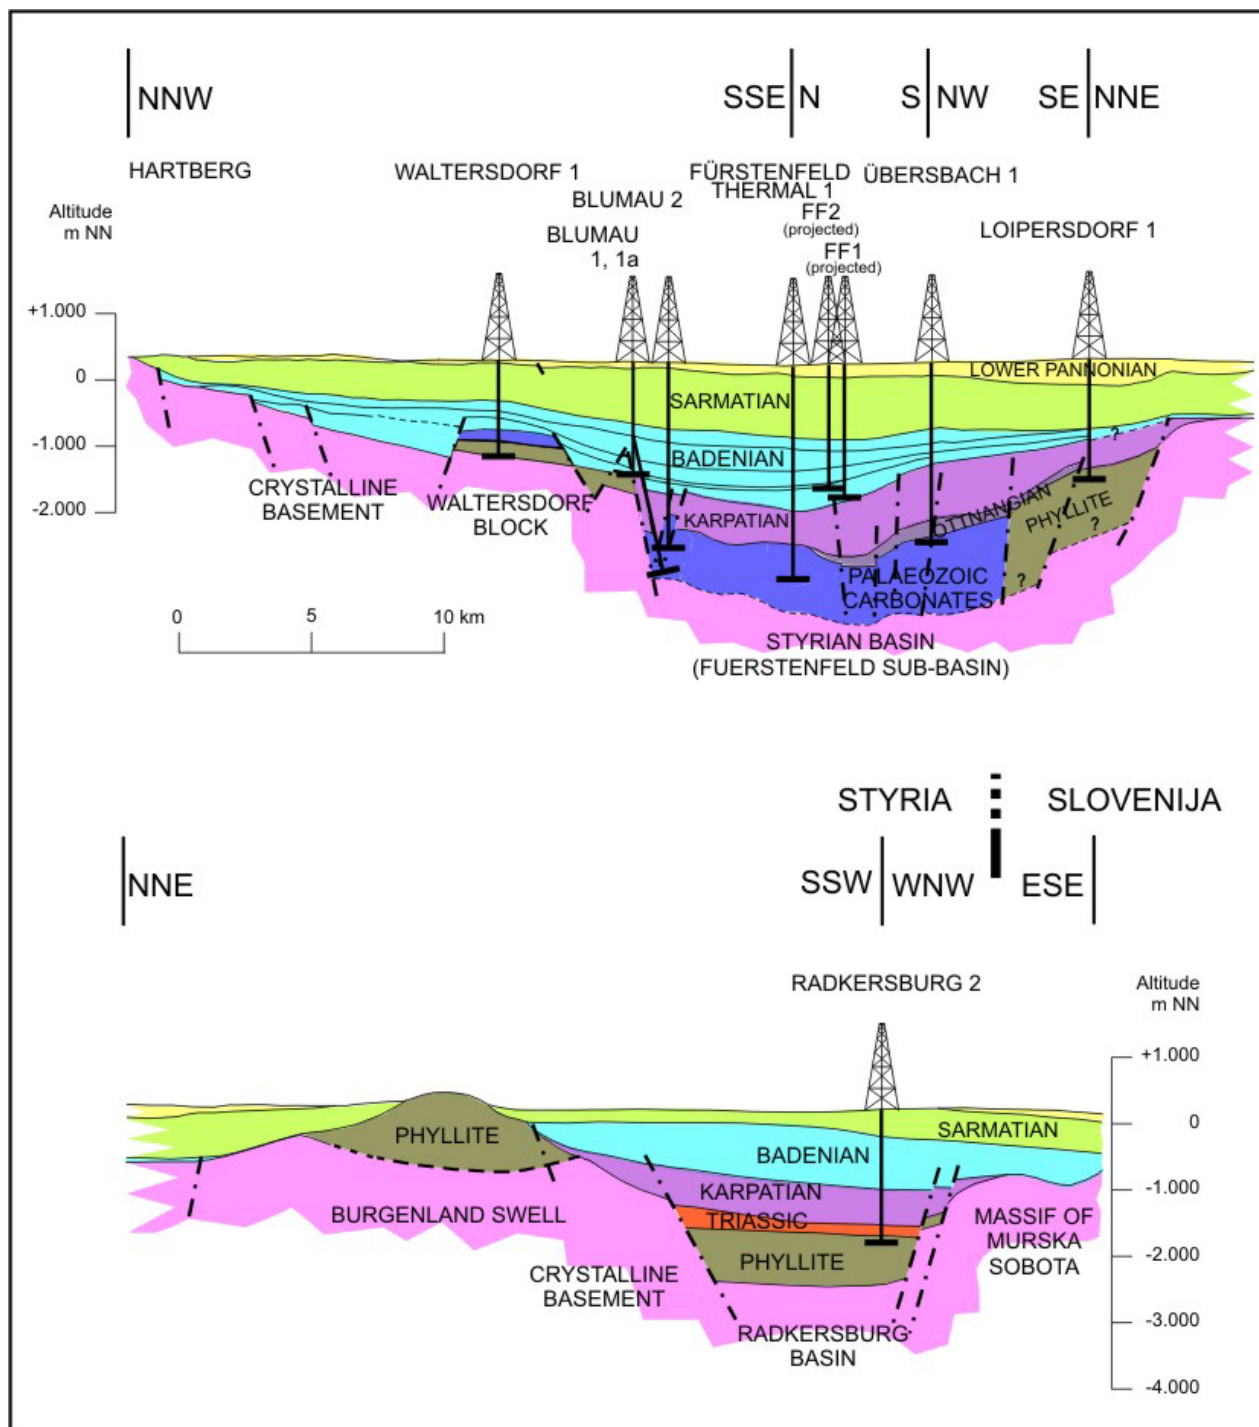 NNW
SSE N
S NW
SE NNE
HARTBERG
WALTERSDORF 1
BLUMAU 2
BLUMAU
1, 1a
FÜRSTENFELD
THERMAL 1
FF2
(projected)
FF1
(projected)
ÜBERSBACH 1
LOIPERSDORF 1
Altitude
m NN
+1.000
0
-1.000
-2.000
LOWER PANNONIAN
SARMATIAN
BADENIAN
KARPATIAN
OTTNANGIAN
PHYLLITE
?
?
?
CRYSTALLINE
BASEMENT
WALTERSDORF
BLOCK
PALAEOZOIC
CARBONATES
STYRIAN BASIN
(FUERSTENFELD SUB-BASIN)
0 5 10 km
STYRIA SLOVENIJA
NNE
SSW WNW ESE
RADKERSBURG 2
Altitude
m NN
+1.000
0
-1.000
-2.000
-3.000
-4.000
PHYLLITE
SARMATIAN
BADENIAN
KARPATIAN
TRIASSIC
PHYLLITE
BURGENLAND SWELL
CRYSTALLINE
BASEMENT
MASSIF OF
MURSKA
SOBOTA
RADKERSBURG
BASIN